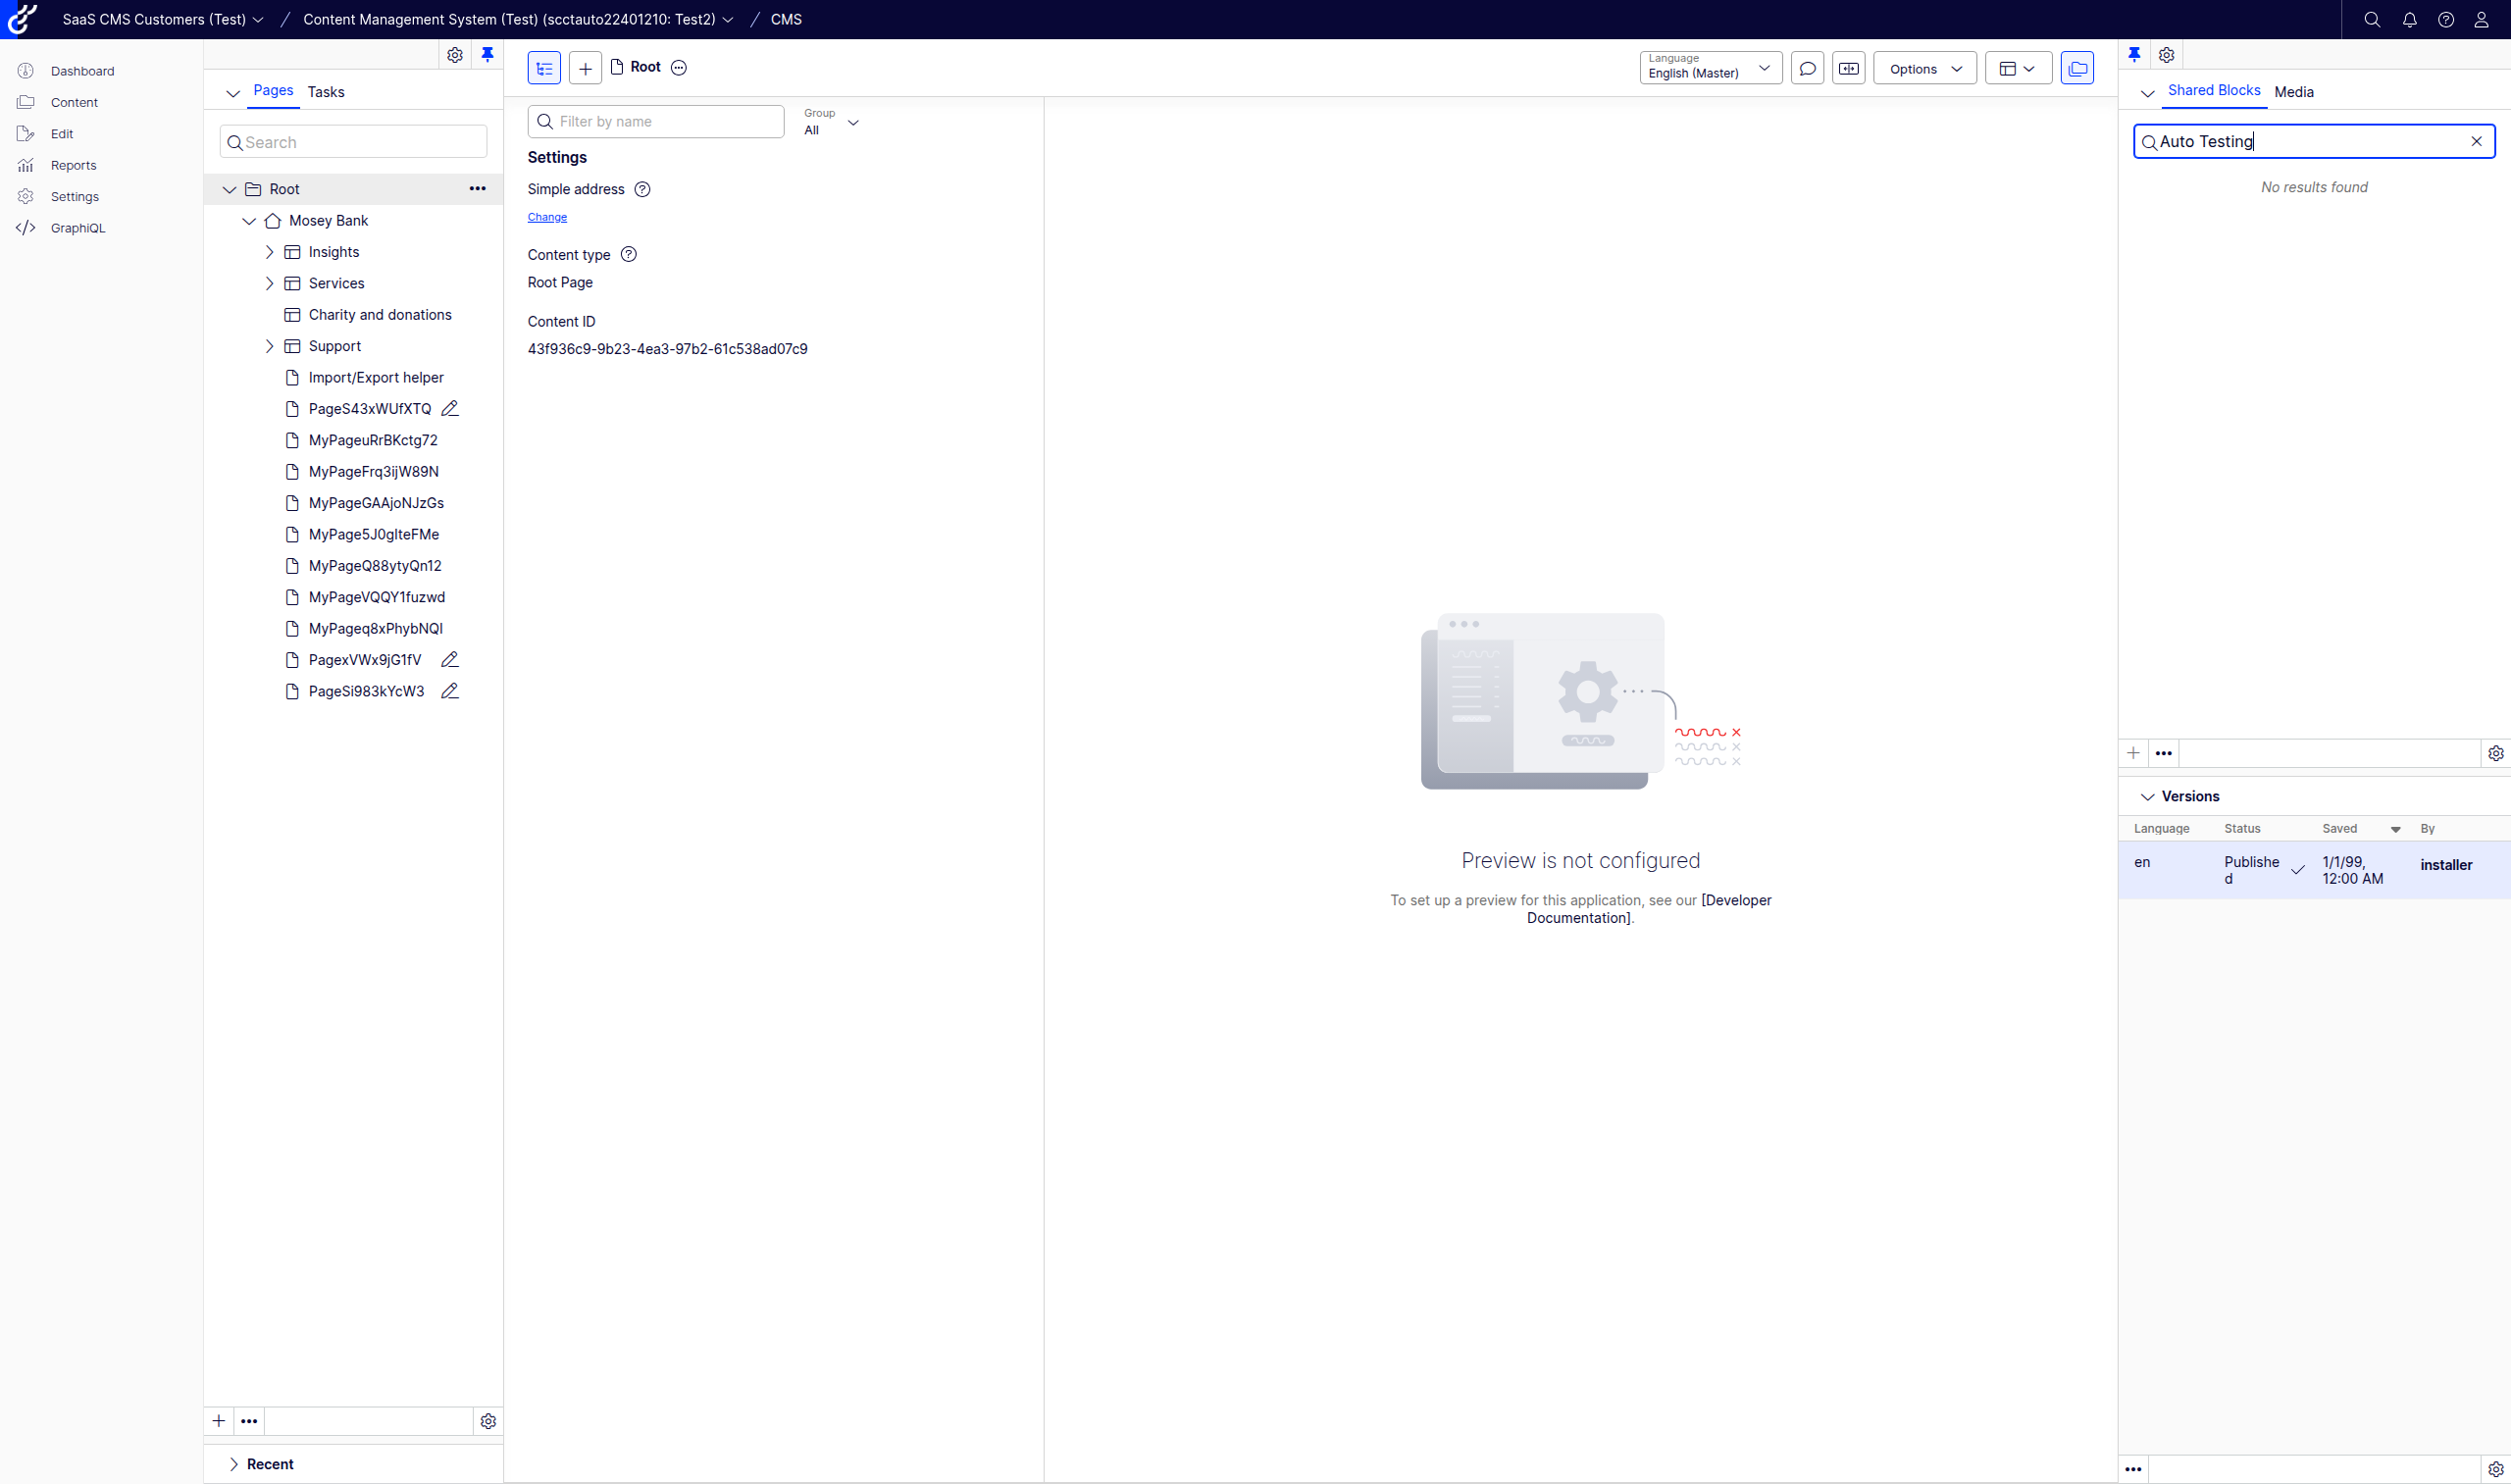 SaaS CMS Customers (Test) / Content Management System (Test) (scctauto22401210: Test2) / CMS
Dashboard
Content
Edit
Reports
Settings
GraphiQL
Pages Tasks
Search
Root
Mosey Bank
Insights
Services
Charity and donations
Support
Import/Export helper
PageS43xWUfXTQ
MyPageuRrBKctg72
MyPageFrq3ijW89N
MyPageGAAjoNJzGs
MyPageQ88ytyQn12
MyPageVQQY1fuzwd
PagexVWx9jG1fV
PageSi983kYcW3
Recent
Root
Language
English (Master)
Options
Filter by name
Group
All
Settings
Simple address
Change
Content type
Root Page
Content ID
43f936c9-9b23-4ea3-97b2-61c538ad07c9
Preview is not configured
To set up a preview for this application, see our [Developer
Documentation].
Shared Blocks Media
Auto Testing
No results found
Versions
Language Status Saved By
en Publishe
d 1/1/99,
12:00 AM installer